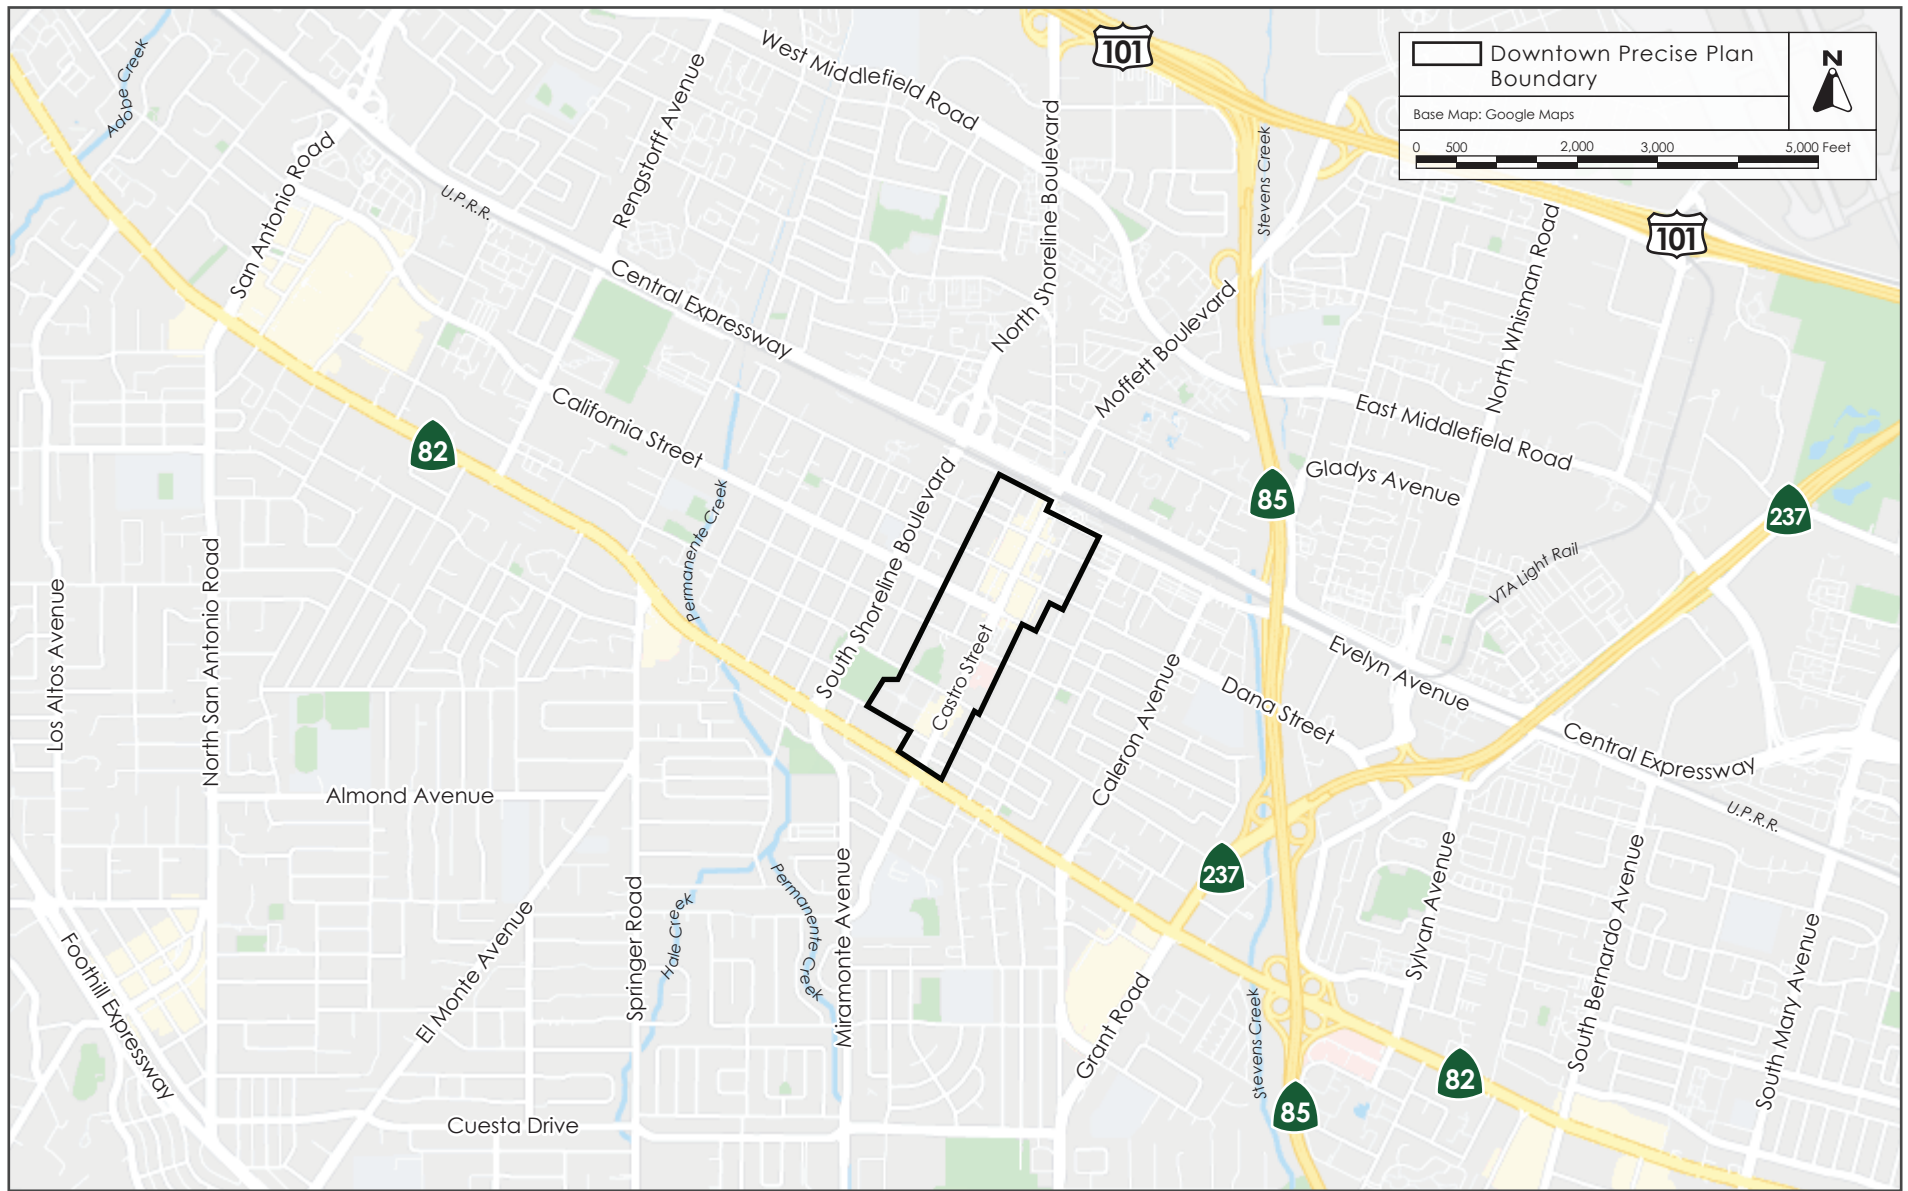 Downtown Precise Plan
Boundary
N
Base Map: Google Maps
0 500 2,000 3,000 5,000 Feet
101
West Middlefield Road
Adobe Creek
Rengstorff Avenue
North Shoreline Boulevard
Stevens Creek
San Antonio Road
U.P.R.R.
101
North Whisman Road
Central Expressway
North Shoreline Boulevard
Moffett Boulevard
California Street
East Middlefield Road
82
Gladys Avenue
85
237
South Shoreline Boulevard
Permanente Creek
VTA Light Rail
Los Altos Avenue
North San Antonio Road
Castro Street
Evelyn Avenue
Caleron Avenue
Dana Street
Central Expressway
Almond Avenue
U.P.R.R.
237
Sylvan Avenue
South Bernardo Avenue
Miramonte Avenue
Permanente Creek
Springer Road
Hale Creek
El Monte Avenue
Foothill Expressway
South Mary Avenue
Grant Road
Stevens Creek
82
85
Cuesta Drive